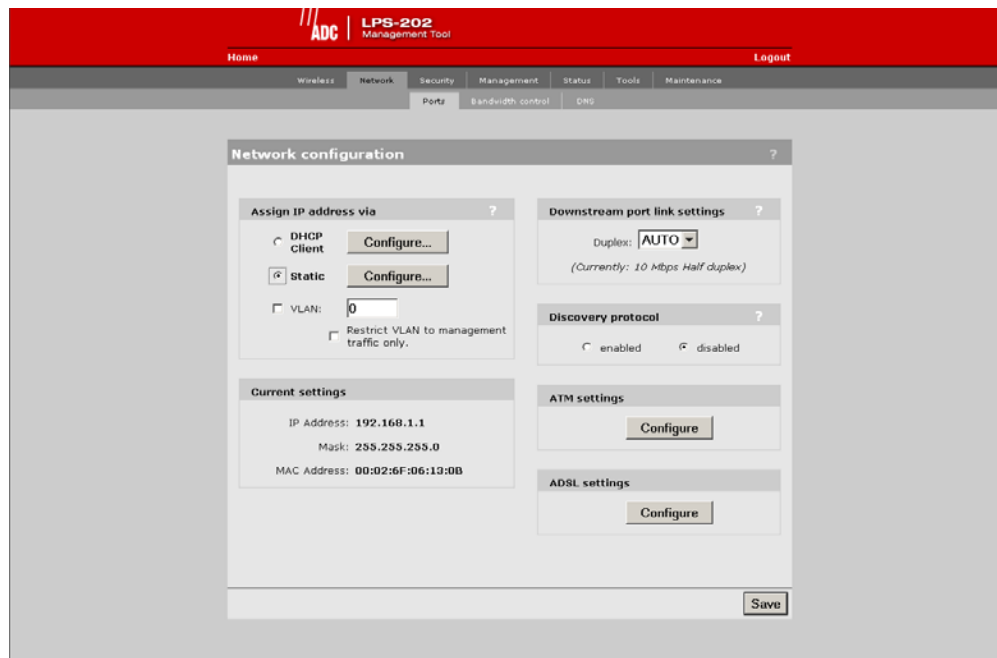 ADC
LPS-202
Management Tool
Home
Logout
Wireless
Network
Security
Management
Status
Tools
Maintenance
Ports
Bandwidth control
DNS
Network configuration
?
Assign IP address via
?
DHCP
Client
Configure...
Static
Configure...
VLAN:
0
Restrict VLAN to management
traffic only.
Current settings
IP Address: 192.168.1.1
Mask: 255.255.255.0
MAC Address: 00:02:6F:06:13:0B
Downstream port link settings
?
Duplex: AUTO
(Currently: 10 Mbps Half duplex)
Discovery protocol
?
enabled
disabled
ATM settings
Configure
ADSL settings
Configure
Save